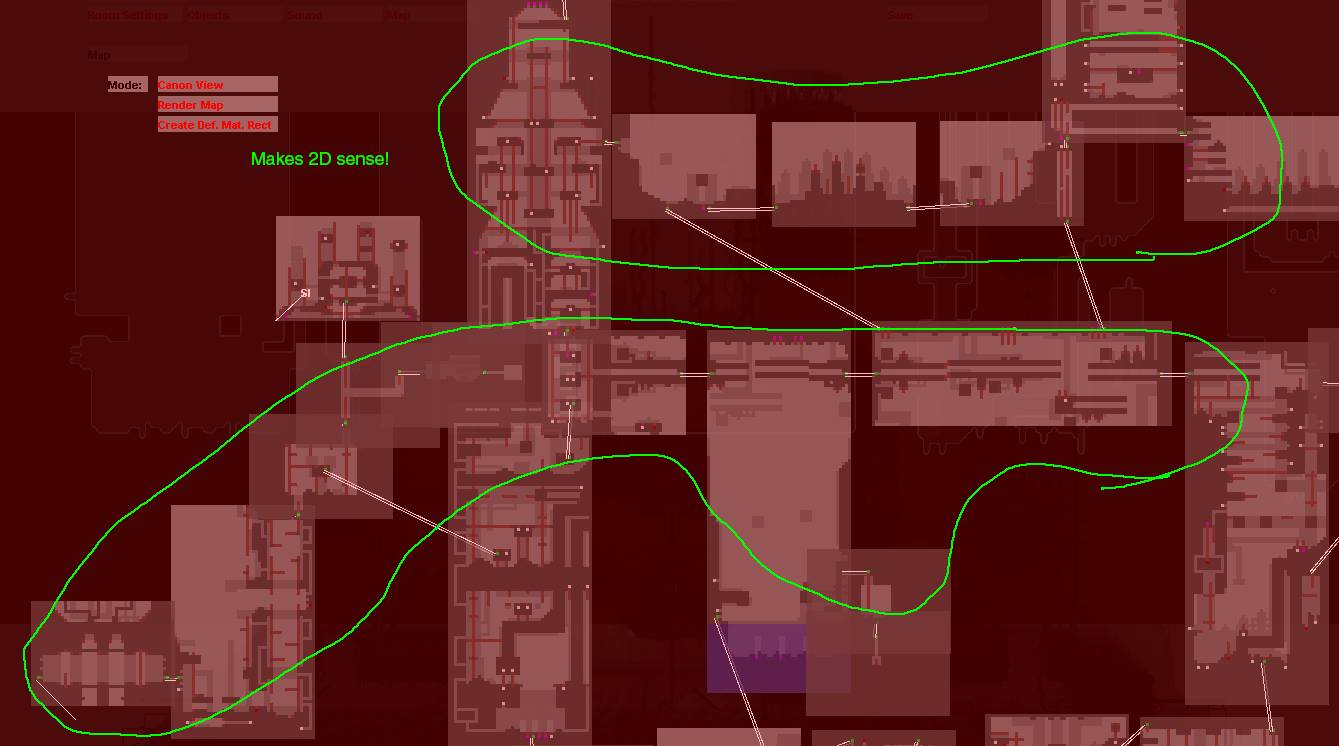 Room Settings Objects Sound Map Save
Map
Mode: Canon View
Render Map
Create Def. Mat. Rect
Makes 2D sense!
SI